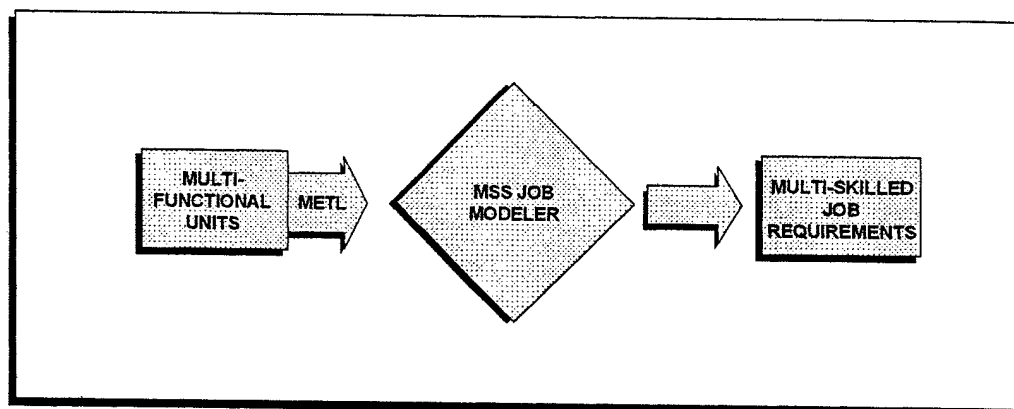 MULTI-
FUNCTIONAL
UNITS
METL
MSS JOB
MODELER
MULTI-SKILLED
JOB
REQUIREMENTS